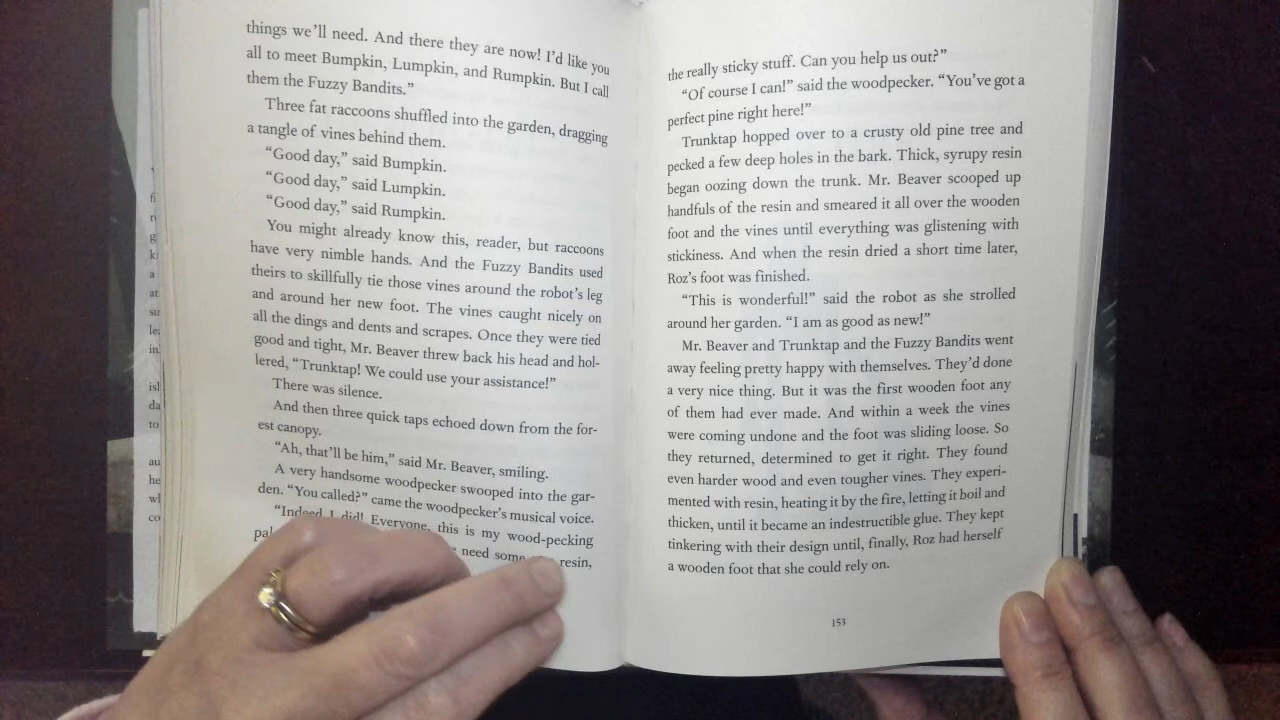 things we'll need. And there they are now! I'd like you
all to meet Bumpkin, Lumpkin, and Rumpkin. But I call
them the Fuzzy Bandits."
Three fat raccoons shuffled into the garden, dragging
a tangle of vines behind them.
"Good day," said Bumpkin.
"Good day," said Lumpkin.
"Good day," said Rumpkin.
You might already know this, reader, but raccoons
have very nimble hands. And the Fuzzy Bandits used
theirs to skillfully tie those vines around the robot's leg
and around her new foot. The vines caught nicely on
all the dings and dents and scrapes. Once they were tied
good and tight, Mr. Beaver threw back his head and hol-
lered, "Trunktap! We could use your assistance!"
There was silence.
And then three quick taps echoed down from the for-
est canopy.
"Ah, that'll be him," said Mr. Beaver, smiling.
A very handsome woodpecker swooped into the gar-
den. "You called?" came the woodpecker's musical voice.
"Indeed I did! Everyone, this is my wood-pecking
need some resin,
the really sticky stuff. Can you help us out?"
"Of course I can!" said the woodpecker. "You've got a
perfect pine right here!"
Trunktap hopped over to a crusty old pine tree and
pecked a few deep holes in the bark. Thick, syrupy resin
began oozing down the trunk. Mr. Beaver scooped up
handfuls of the resin and smeared it all over the wooden
foot and the vines until everything was glistening with
stickiness. And when the resin dried a short time later,
Roz's foot was finished.
"This is wonderful!" said the robot as she strolled
around her garden. "I am as good as new!"
Mr. Beaver and Trunktap and the Fuzzy Bandits went
away feeling pretty happy with themselves. They'd done
a very nice thing. But it was the first wooden foot any
of them had ever made. And within a week the vines
were coming undone and the foot was sliding loose. So
they returned, determined to get it right. They found
even harder wood and even tougher vines. They experi-
mented with resin, heating it by the fire, letting it boil and
thicken, until it became an indestructible glue. They kept
tinkering with their design until, finally, Roz had herself
a wooden foot that she could rely on.
153